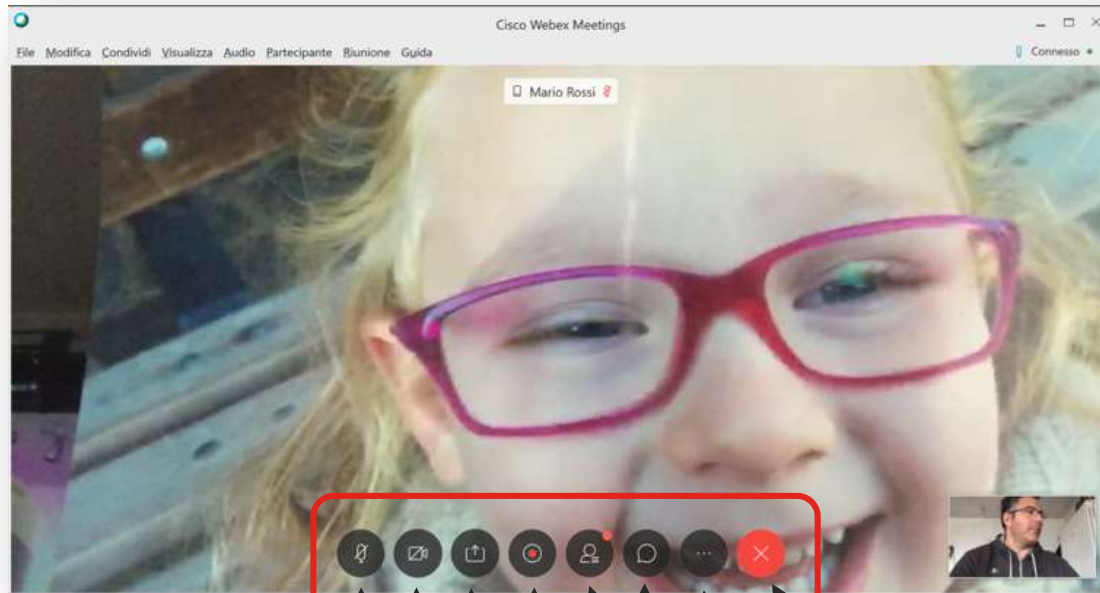 Cisco Webex Meetings
File Modifica Condividi Visualizza Audio Partecipante Riunione Guida
Connesso
Mario Rossi